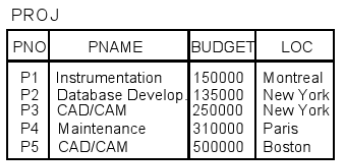 PROJ
PNO PNAME BUDGET LOC
P1 Instrumentation 150000 Montreal
P2 Database Develop. 135000 New York
P3 CAD/CAM 250000 New York
P4 Maintenance 310000 Paris
P5 CAD/CAM 500000 Boston